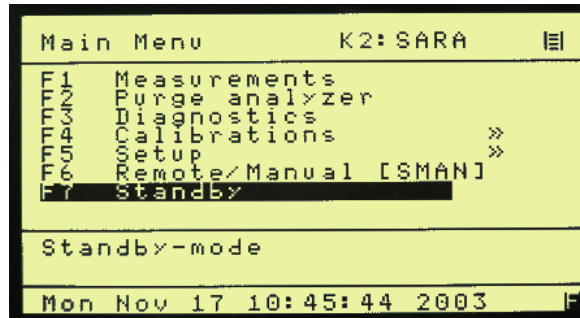 Main Menu K2:SARA
F1 Measurements
F2 Purge analyzer
F3 Diagnostics
F4 Calibrations »
F5 Setup »
F6 Remote/Manual [SMAN]
F7 Standby
Standby-mode
Mon Nov 17 10:45:44 2003